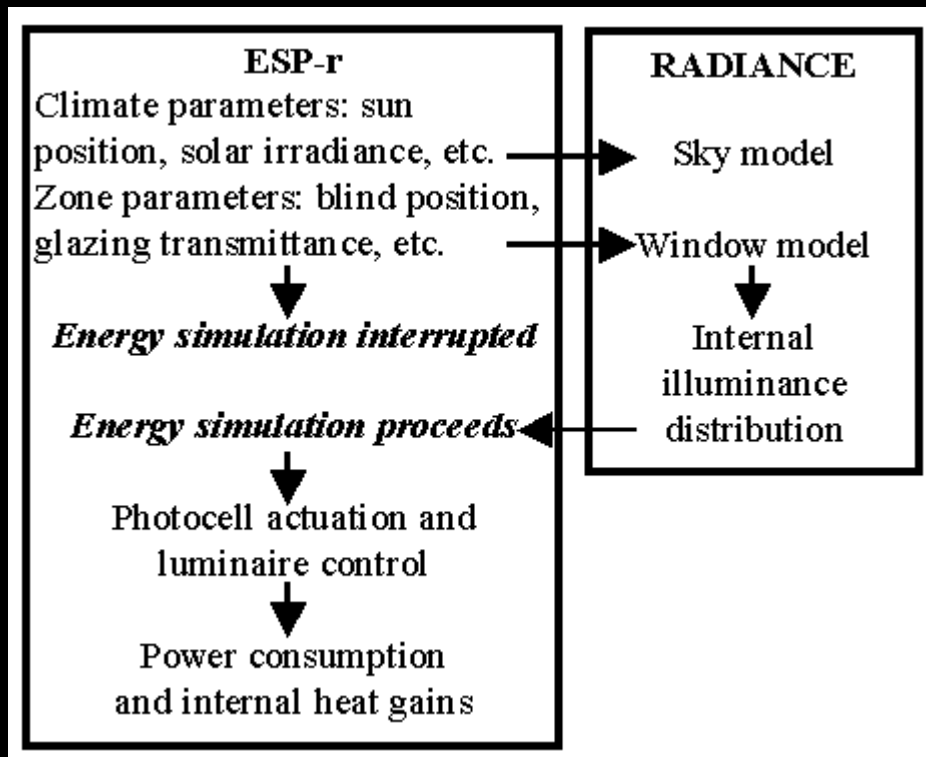 ESP-r
Climate parameters: sun
position, solar irradiance, etc.
Zone parameters: blind position,
glazing transmittance, etc.
Energy simulation interrupted
Energy simulation proceeds
Photocell actuation and
luminaire control
Power consumption
and internal heat gains
RADIANCE
Sky model
Window model
Internal
illuminance
distribution